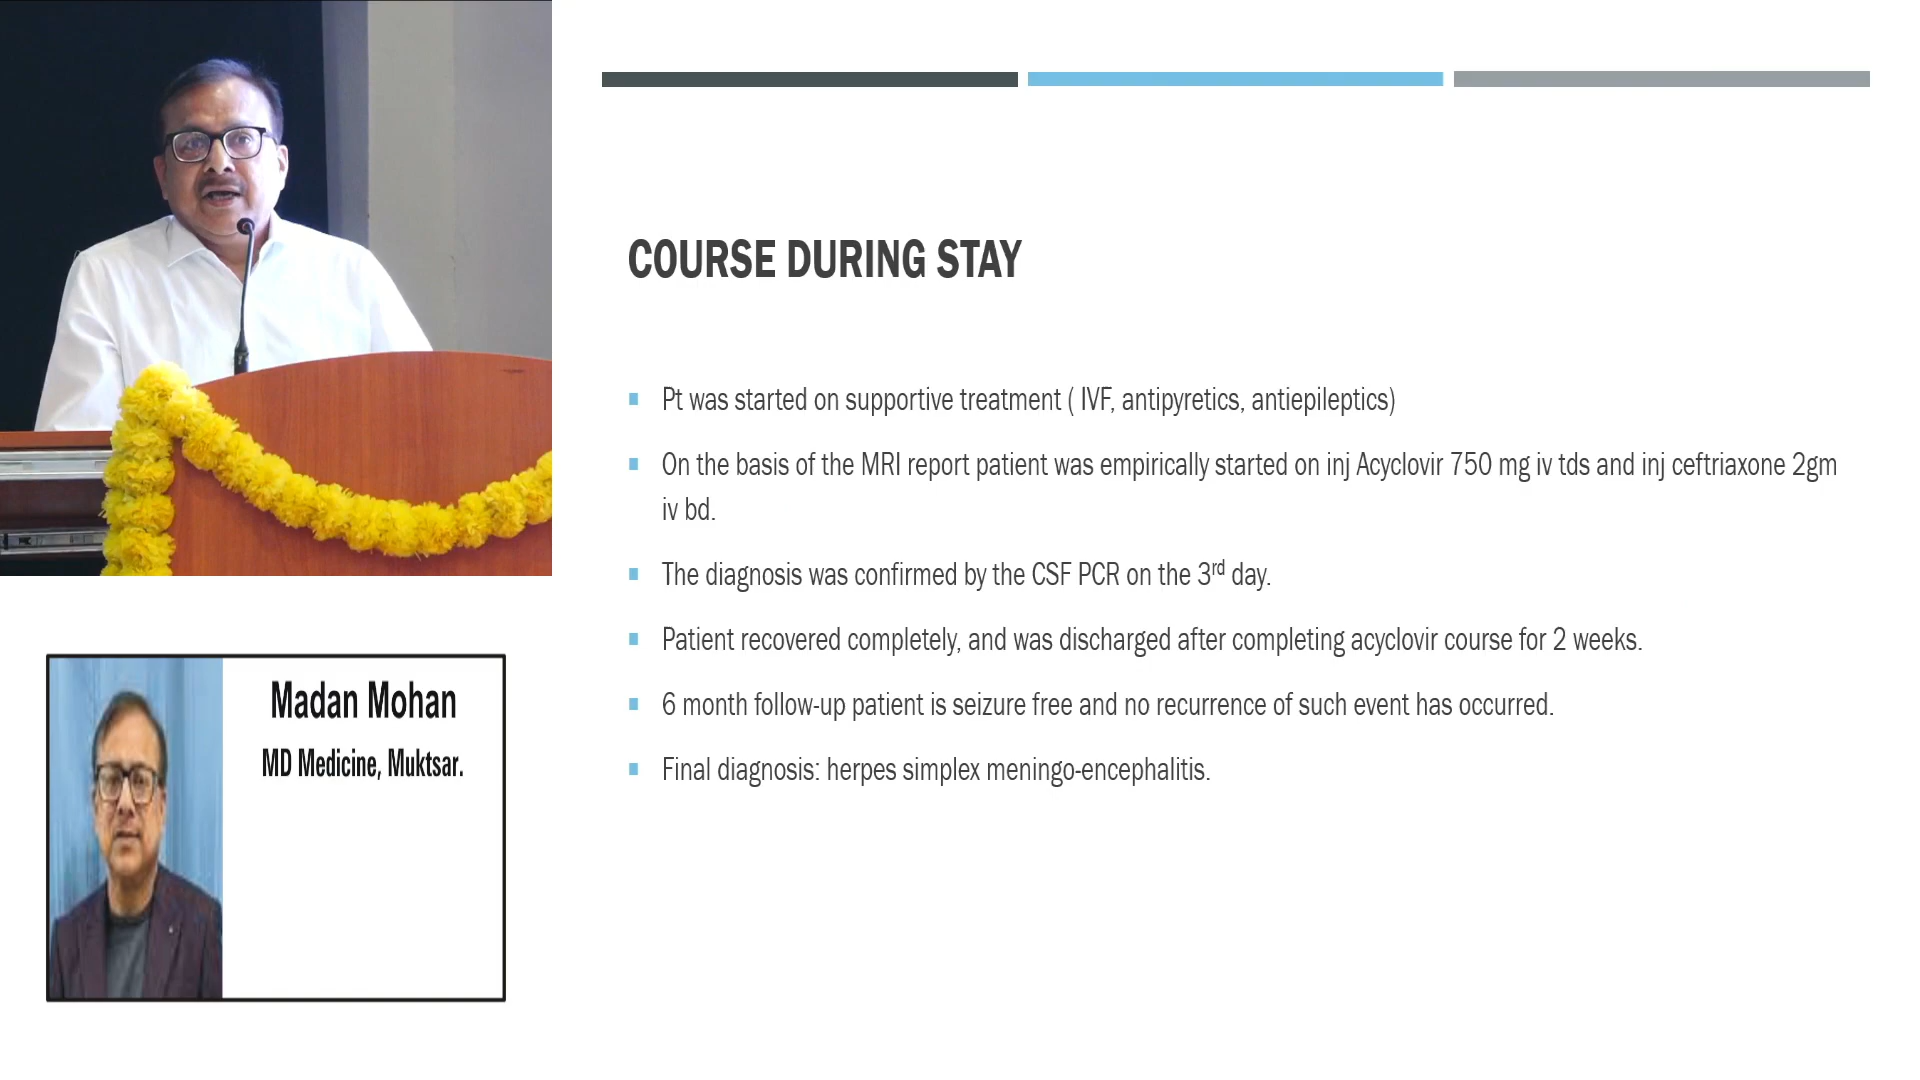 COURSE DURING STAY
Pt was started on supportive treatment ( IVF, antipyretics, antiepileptics)
On the basis of the MRI report patient was empirically started on inj Acyclovir 750 mg iv tds and inj ceftriaxone 2gm
iv bd.
The diagnosis was confirmed by the CSF PCR on the 3rd day.
Patient recovered completely, and was discharged after completing acyclovir course for 2 weeks.
6 month follow-up patient is seizure free and no recurrence of such event has occurred.
Final diagnosis: herpes simplex meningo-encephalitis.
Madan Mohan
MD Medicine, Muktsar.